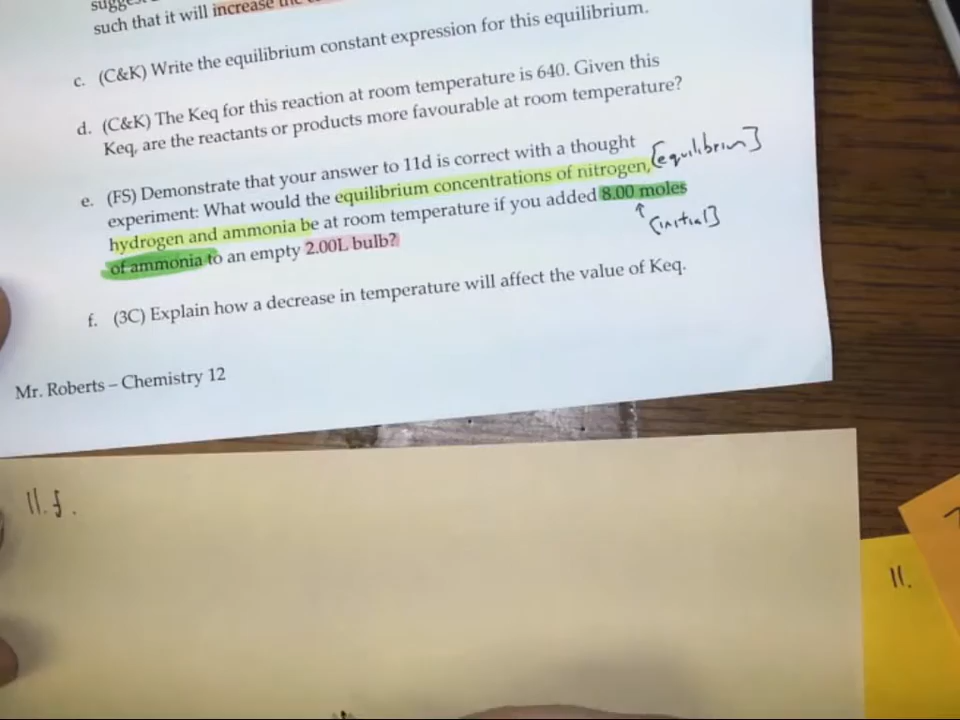 such that it will increase the
c. (C&K) Write the equilibrium constant expression for this equilibrium.
d. (C&K) The Keq for this reaction at room temperature is 640. Given this
Keq, are the reactants or products more favourable at room temperature?
e. (FS) Demonstrate that your answer to 11d is correct with a thought
experiment: What would the equilibrium concentrations of nitrogen, [equilibrium]
hydrogen and ammonia be at room temperature if you added 8.00 moles
of ammonia to an empty 2.00L bulb?
↑ [initial]
f. (3C) Explain how a decrease in temperature will affect the value of Keq.
Mr. Roberts – Chemistry 12
11.f.
11.